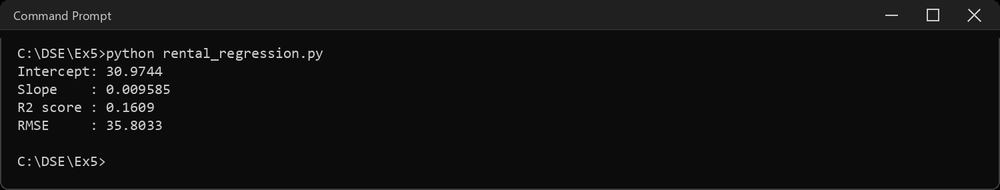 Command Prompt
C:\DSE\Ex5>python rental_regression.py
Intercept: 30.9744
Slope    : 0.009585
R2 score : 0.1609
RMSE     : 35.8033
C:\DSE\Ex5>